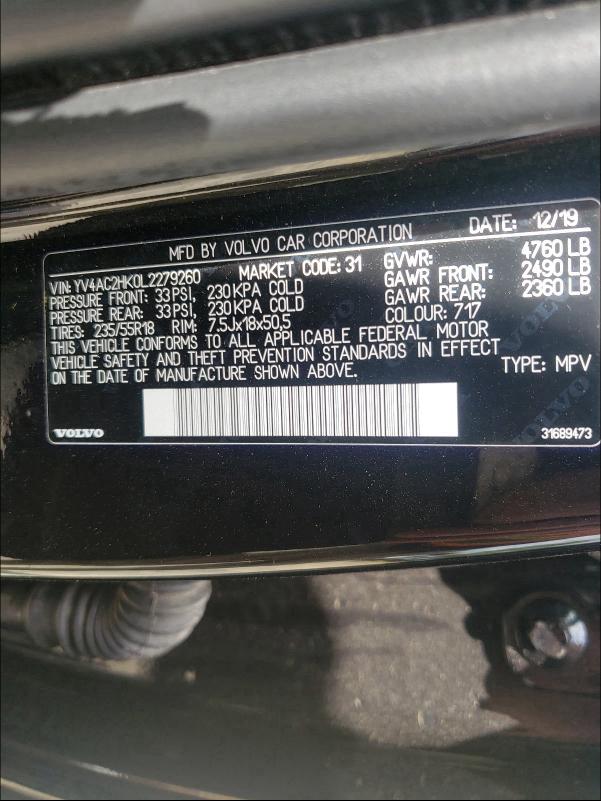 MFD BY VOLVO CAR CORPORATION DATE: 12/19
VIN: YV4AC2HK0L2279260 MARKET CODE: 31 GVWR: 4760 LB
PRESSURE FRONT: 33 PSI, 230 KPA COLD GAWR FRONT: 2490 LB
PRESSURE REAR: 33 PSI, 230 KPA COLD GAWR REAR: 2360 LB
TIRES: 235/55R18 RIM: 7,5Jx18x50,5 COLOUR: 717
THIS VEHICLE CONFORMS TO ALL APPLICABLE FEDERAL MOTOR
VEHICLE SAFETY AND THEFT PREVENTION STANDARDS IN EFFECT
ON THE DATE OF MANUFACTURE SHOWN ABOVE. TYPE: MPV
VOLVO 31689473